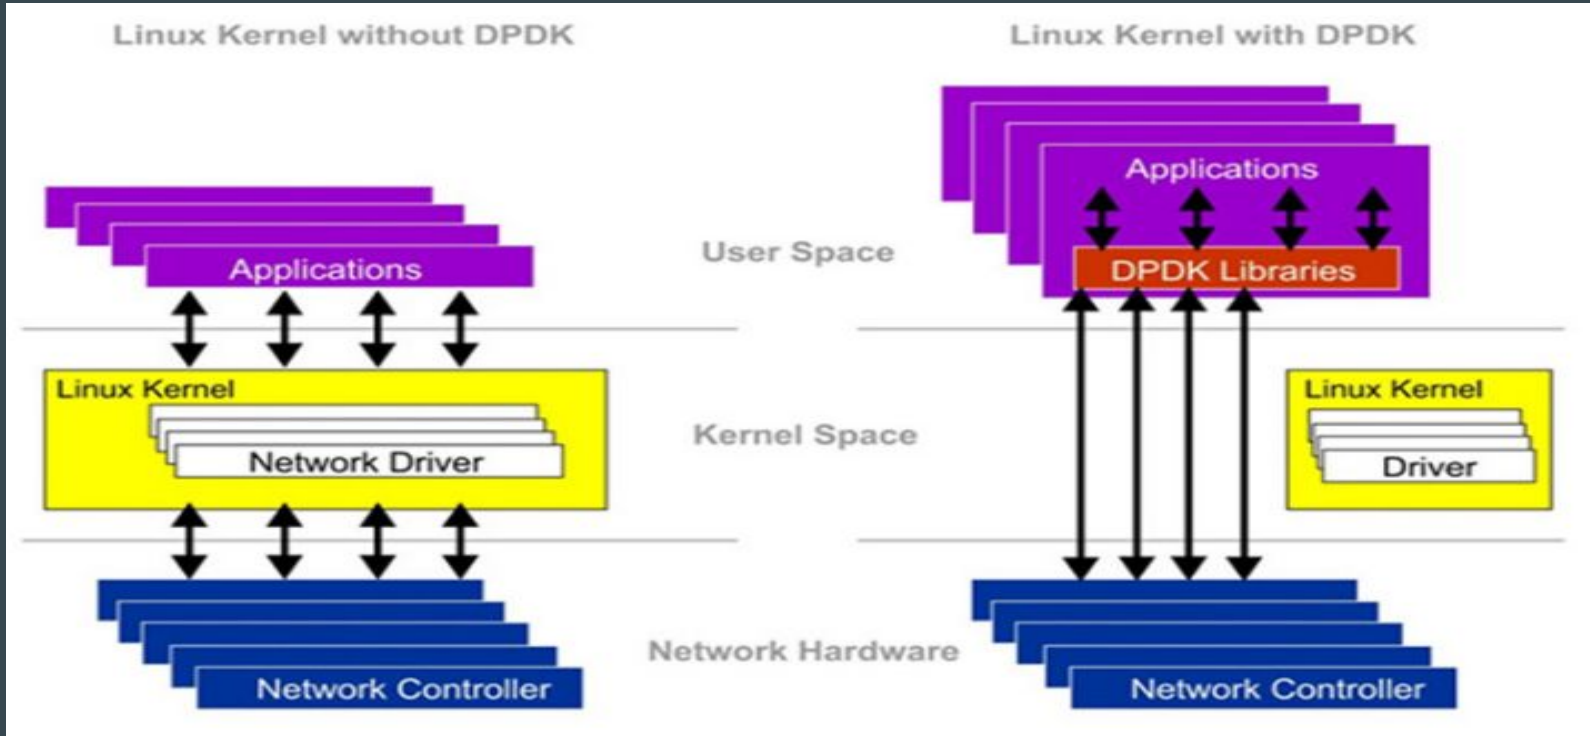 Linux Kernel without DPDK
Linux Kernel with DPDK
Applications
Applications
User Space
DPDK Libraries
Linux Kernel
Network Driver
Kernel Space
Linux Kernel
Driver
Network Hardware
Network Controller
Network Controller